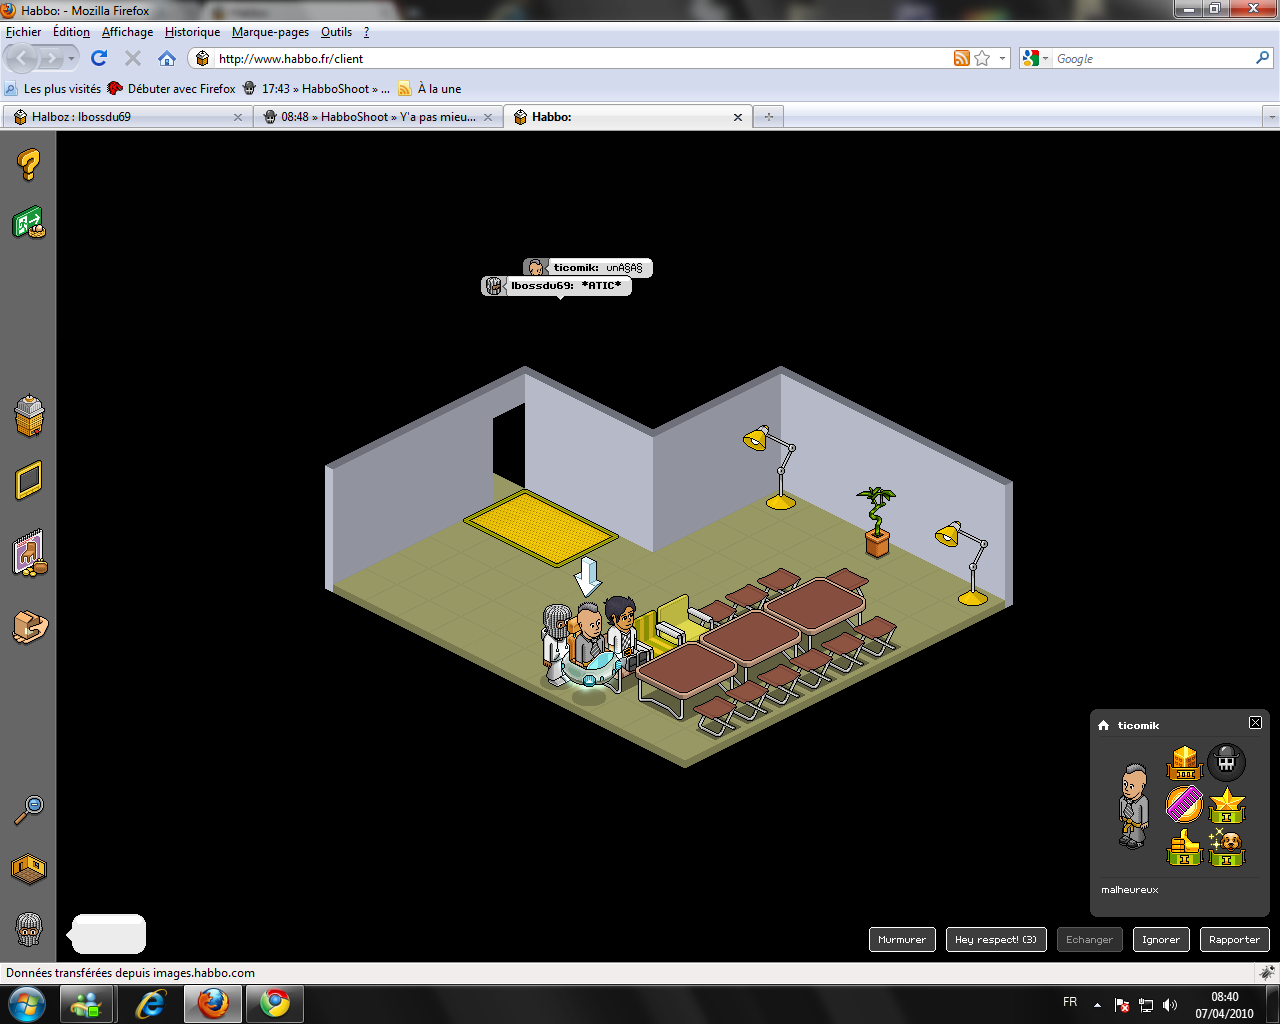 Habbo: - Mozilla Firefox
Fichier Édition Affichage Historique Marque-pages Outils ?
http://www.habbo.fr/client
Google
Les plus visités Débuter avec Firefox 17:43 » HabboShoot » ... À la une
Halboz : lbossdu69
08:48 » HabboShoot » Y'a pas mieu...
Habbo:
ticomik: unÂ§Â§
lbossdu69: *ATIC*
ticomik
III
I
I
I
malheureux
Murmurer
Hey respect! (3)
Echanger
Ignorer
Rapporter
Données transférées depuis images.habbo.com
FR
08:40
07/04/2010